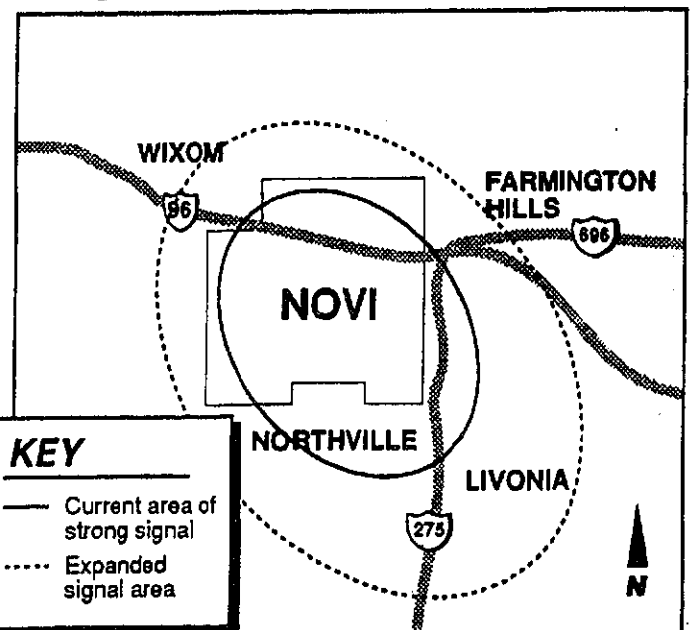 WIXOM
96
FARMINGTON
HILLS
696
NOVI
NORTHVILLE
LIVONIA
275
N
KEY
Current area of
strong signal
Expanded
signal area